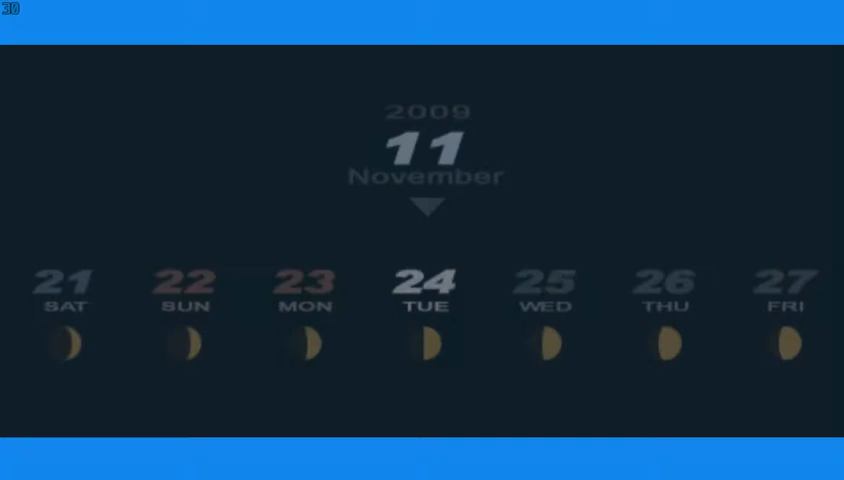 30
2009
11
November
21 22 23 24 25 26 27
SAT SUN MON TUE WED THU FRI